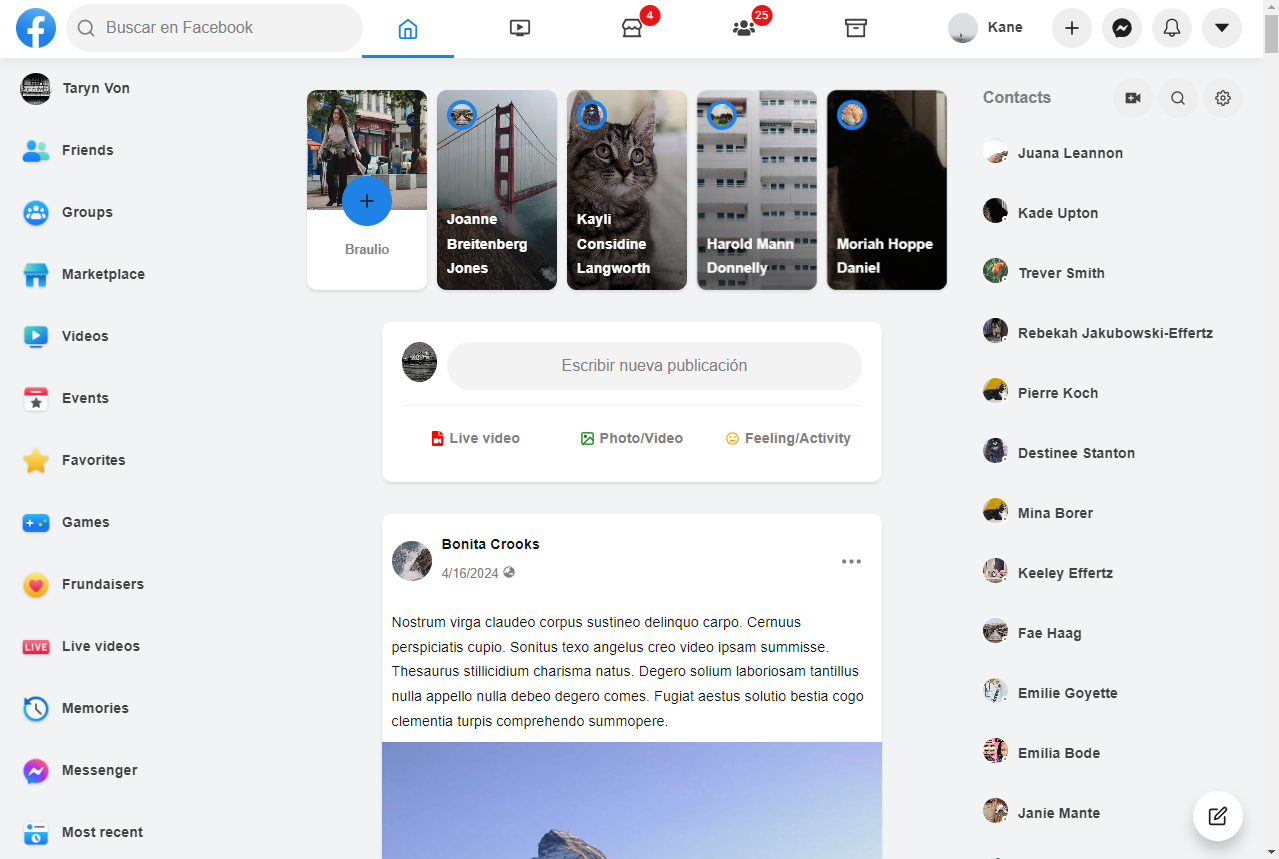 Buscar en Facebook
4
25
Kane
Taryn Von
Friends
Groups
Marketplace
Videos
Events
Favorites
Games
Frundaisers
LIVE
Live videos
Memories
Messenger
Most recent
Braulio
Joanne
Breitenberg
Jones
Kayli
Considine
Langworth
Harold Mann
Donnelly
Moriah Hoppe
Daniel
Escribir nueva publicación
Live video
Photo/Video
Feeling/Activity
Bonita Crooks
4/16/2024
Nostrum virga claudeo corpus sustineo delinquo carpo. Cernuus
perspiciatis cupio. Sonitus texo angelus creo video ipsam summisse.
Thesaurus stillicidium charisma natus. Degero solium laboriosam tantillus
nulla appello nulla debeo degero comes. Fugiat aestus solutio bestia cogo
clementia turpis comprehendo summopere.
Contacts
Juana Leannon
Kade Upton
Trever Smith
Rebekah Jakubowski-Effertz
Pierre Koch
Destinee Stanton
Mina Borer
Keeley Effertz
Fae Haag
Emilie Goyette
Emilia Bode
Janie Mante